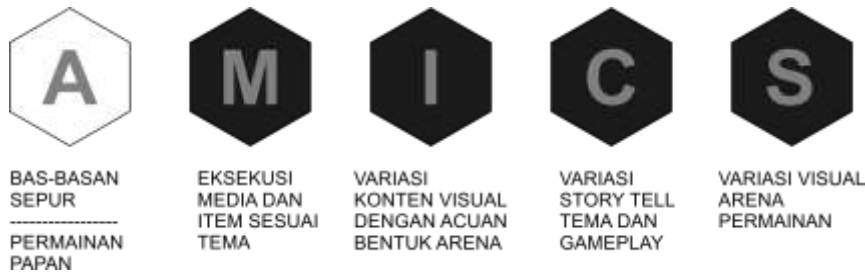 A
M
I
C
S
BAS-BASAN
SEPUR
-----------------
PERMAINAN
PAPAN
EKSEKUSI
MEDIA DAN
ITEM SESUAI
TEMA
VARIASI
KONTEN VISUAL
DENGAN ACUAN
BENTUK ARENA
VARIASI
STORY TELL
TEMA DAN
GAMEPLAY
VARIASI VISUAL
ARENA
PERMAINAN